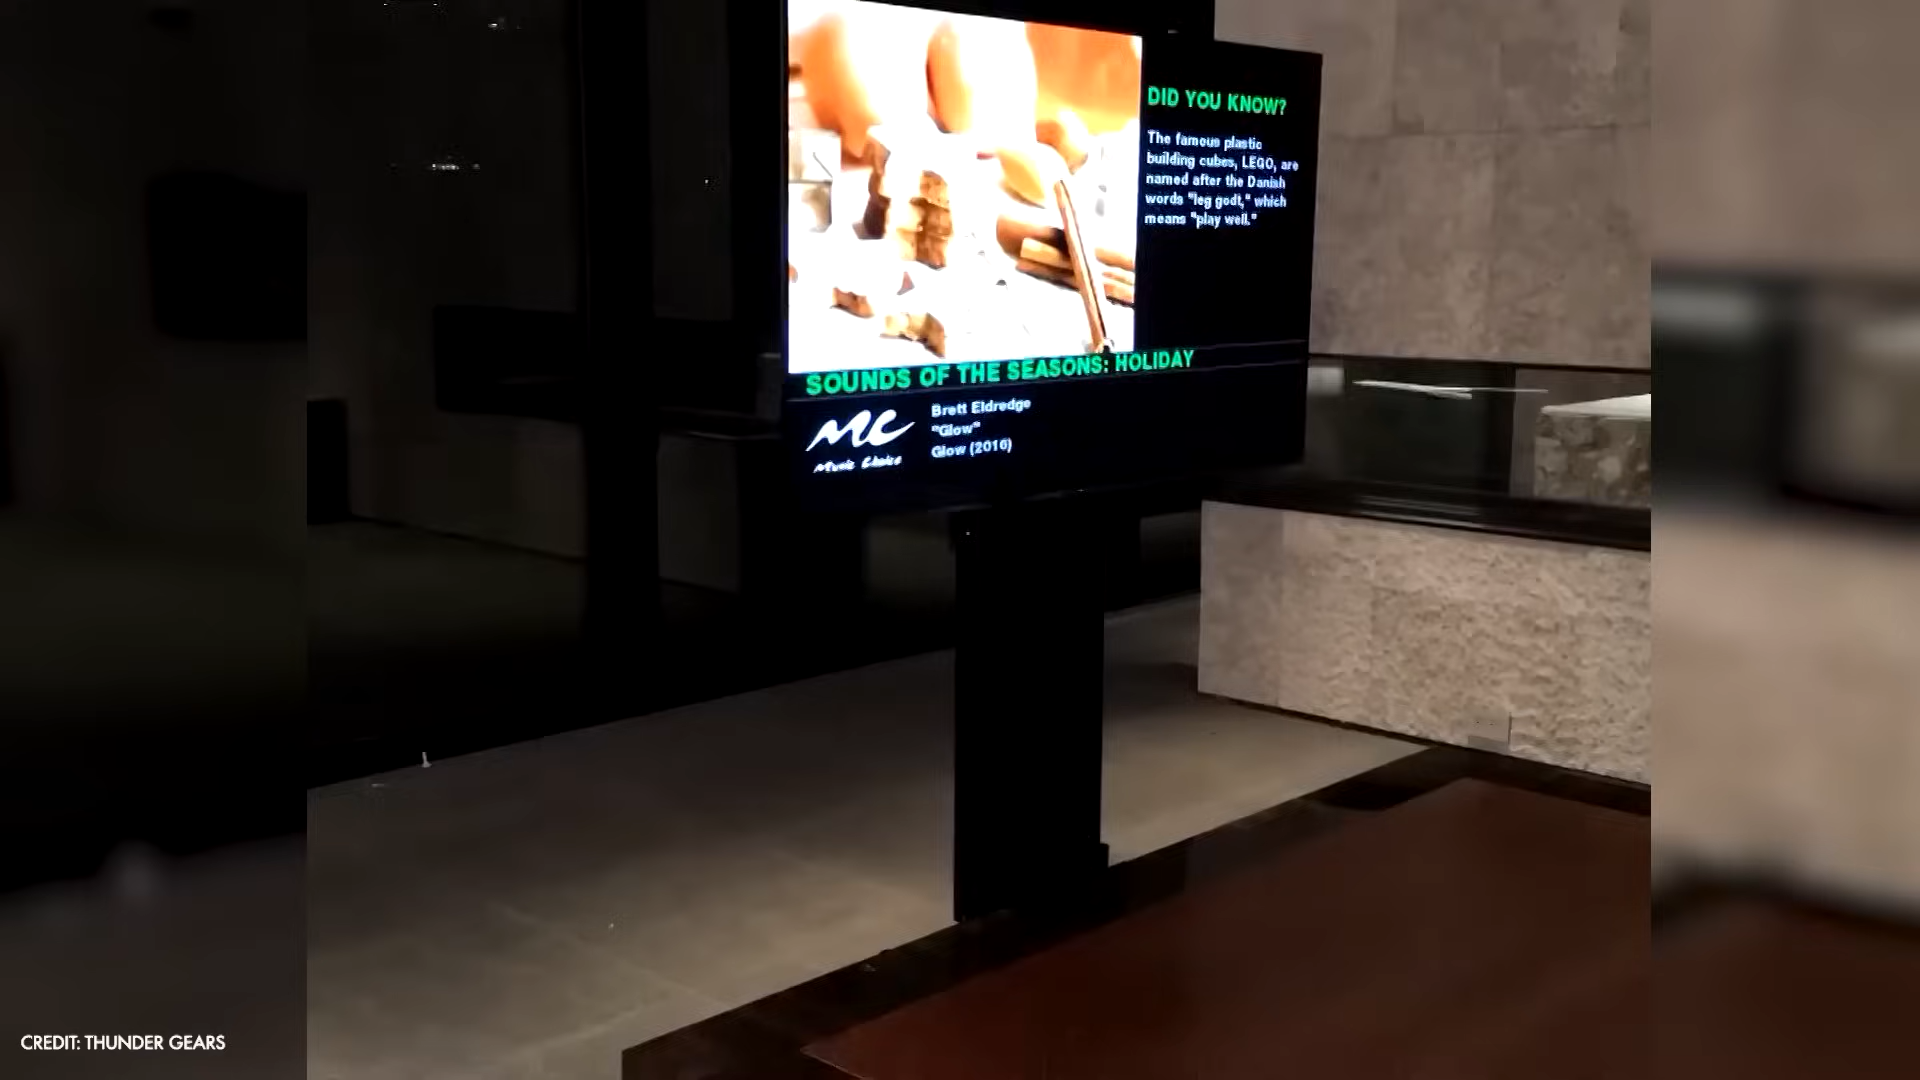 DID YOU KNOW?
The famous plastic
building cubes, LEGO, are
named after the Danish
words "leg godt," which
means "play well."
SOUNDS OF THE SEASONS: HOLIDAY
MC
Music Choice
Brett Eldredge
"Glow"
Glow (2016)
CREDIT: THUNDER GEARS